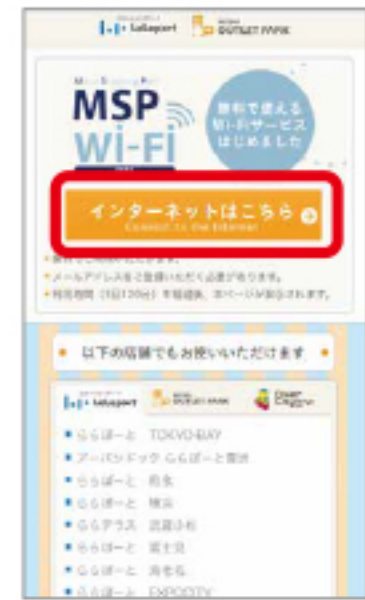 LaLaport OUTLET PARK
MSP
Wi-Fi
無料で使える
Wi-Fiサービス
はじめました
インターネットはこちら
Connect to the Internet
・メールアドレスをご登録いただく必要があります。
以下の店舗でもお使いいただけます
LaLaport OUTLET PARK
■ ららぽーと TOKYO-BAY
■ アーバンドック ららぽーと豊洲
■ ららぽーと
■ ららぽーと 横浜
■ ららテラス 武蔵小杉
■ ららぽーと 富士見
■ ららぽーと 海老名
■ ららぽーと EXPOCITY